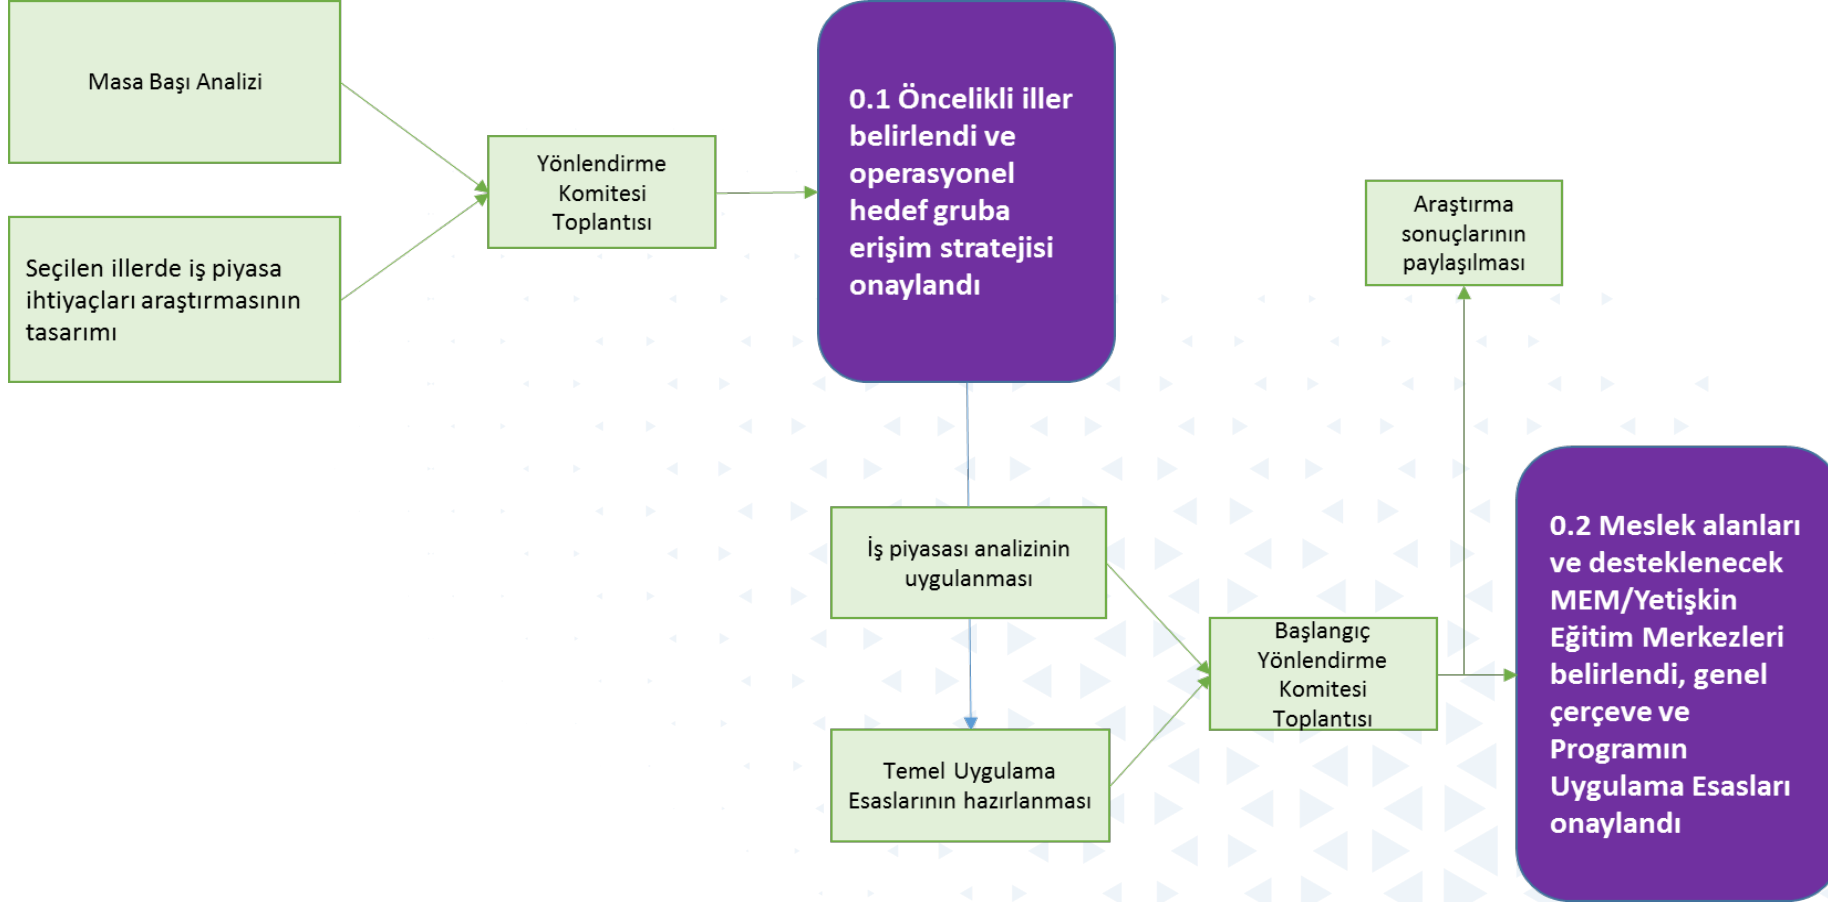 Masa Başı Analizi
Seçilen illerde iş piyasa
ihtiyaçları araştırmasının
tasarımı
Yönlendirme
Komitesi
Toplantısı
0.1 Öncelikli iller
belirlendi ve
operasyonel
hedef gruba
erişim stratejisi
onaylandı
Araştırma
sonuçlarının
paylaşılması
İş piyasası analizinin
uygulanması
Temel Uygulama
Esaslarının hazırlanması
Başlangıç
Yönlendirme
Komitesi
Toplantısı
0.2 Meslek alanları
ve desteklenecek
MEM/Yetişkin
Eğitim Merkezleri
belirlendi, genel
çerçeve ve
Programın
Uygulama Esasları
onaylandı